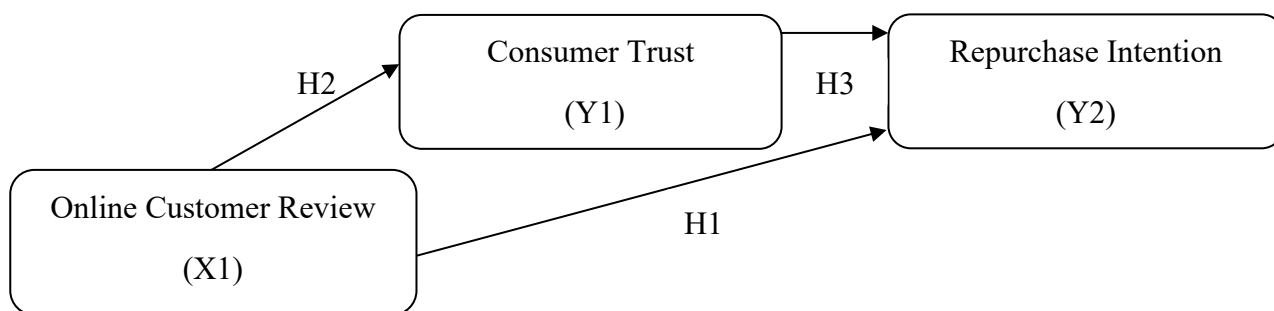 Consumer Trust
(Y1)
Repurchase Intention
(Y2)
H2
H3
Online Customer Review
(X1)
H1